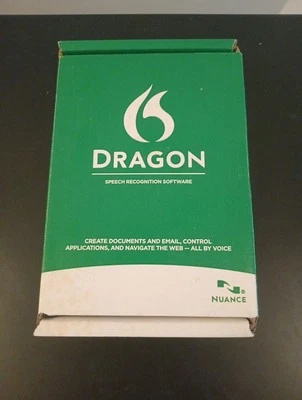 DRAGON
SPEECH RECOGNITION SOFTWARE
CREATE DOCUMENTS AND EMAIL, CONTROL
APPLICATIONS, AND NAVIGATE THE WEB — ALL BY VOICE
®
NUANCE